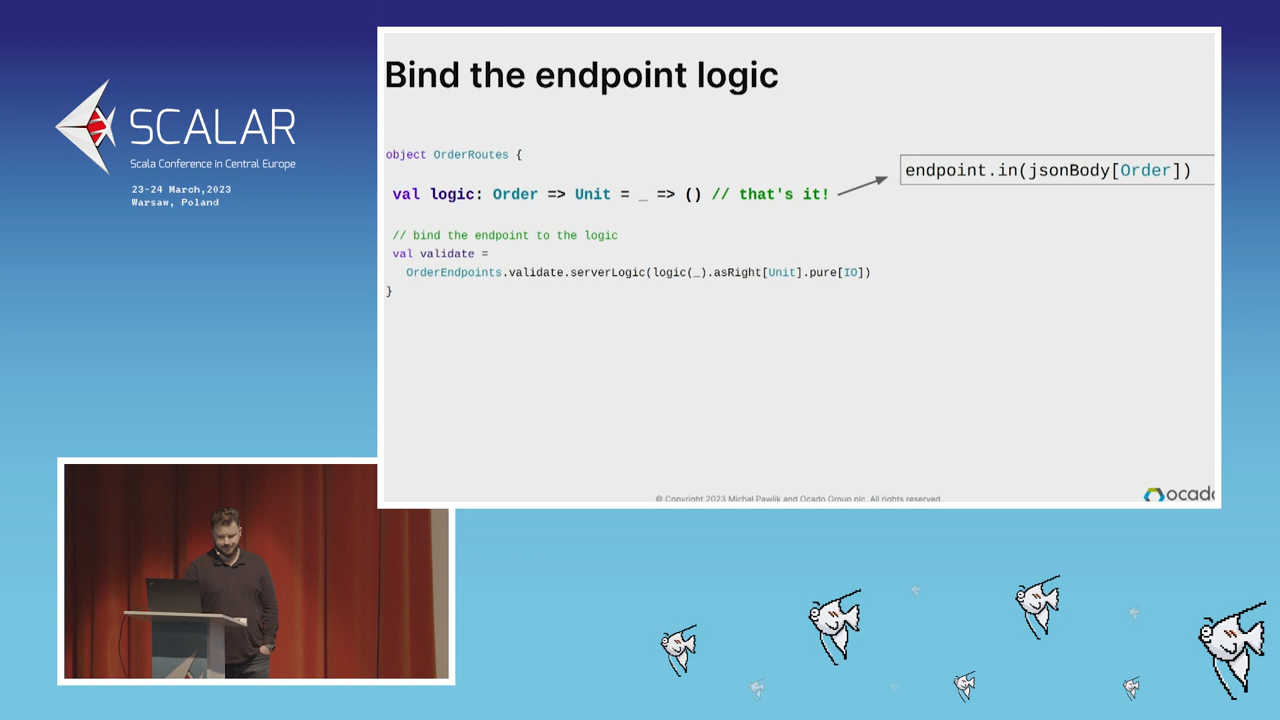 SCALAR
Scala Conference in Central Europe
23-24 March,2023
Warsaw, Poland
Bind the endpoint logic
object OrderRoutes {
val logic: Order => Unit = _ => () // that's it!
endpoint.in(jsonBody[Order])
// bind the endpoint to the logic
val validate =
OrderEndpoints.validate.serverLogic(logic(_).asRight[Unit].pure[IO])
}
© Copyright 2023 Michał Pawlik and Ocado Group plc. All rights reserved.
ocado